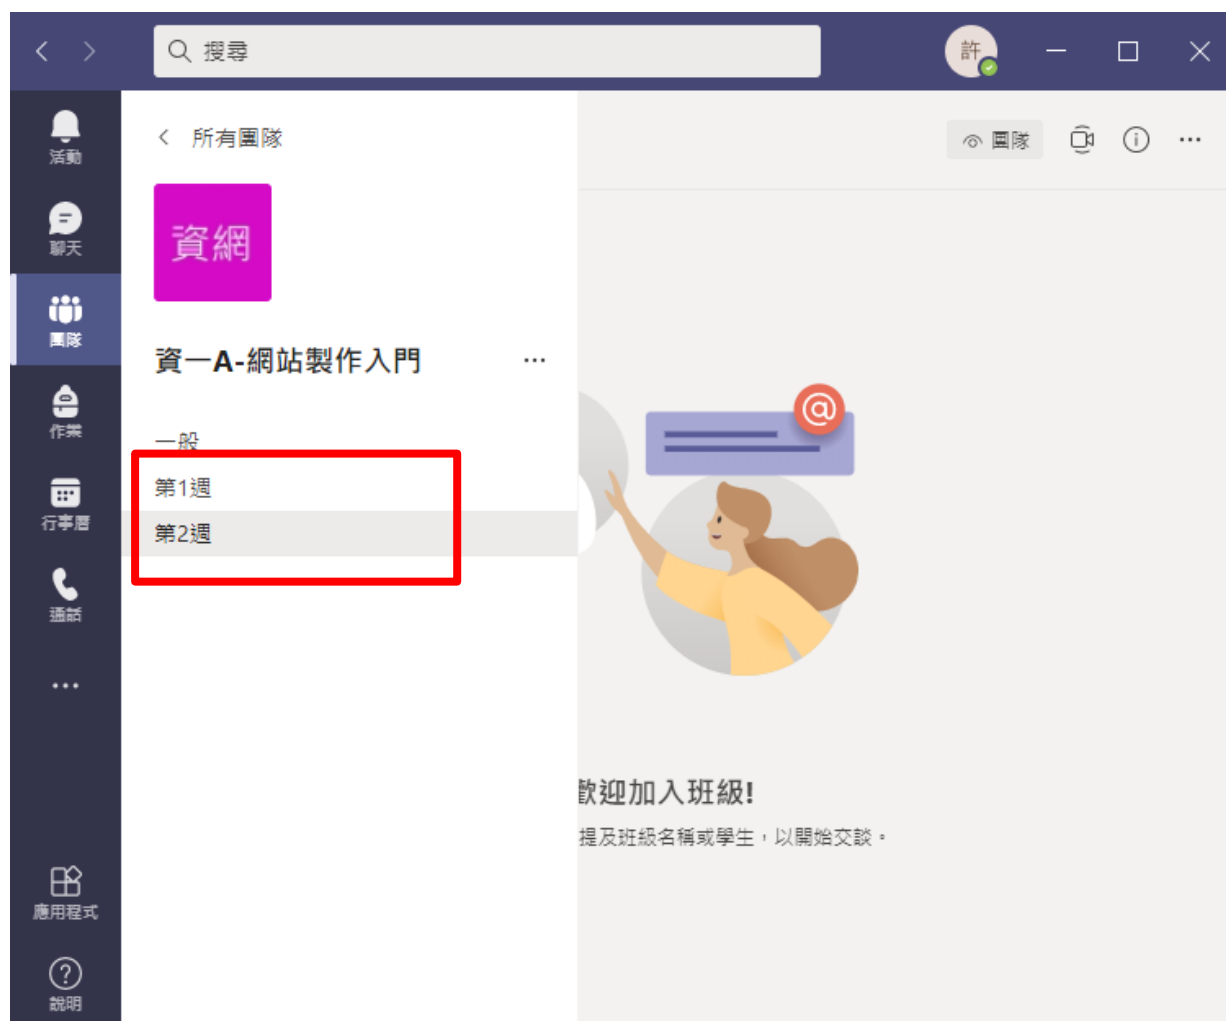 搜尋
許
活動
聊天
團隊
作業
行事曆
通話
應用程式
說明
所有團隊
資網
資一A-網站製作入門
一般
第1週
第2週
團隊
歡迎加入班級!
提及班級名稱或學生，以開始交談。